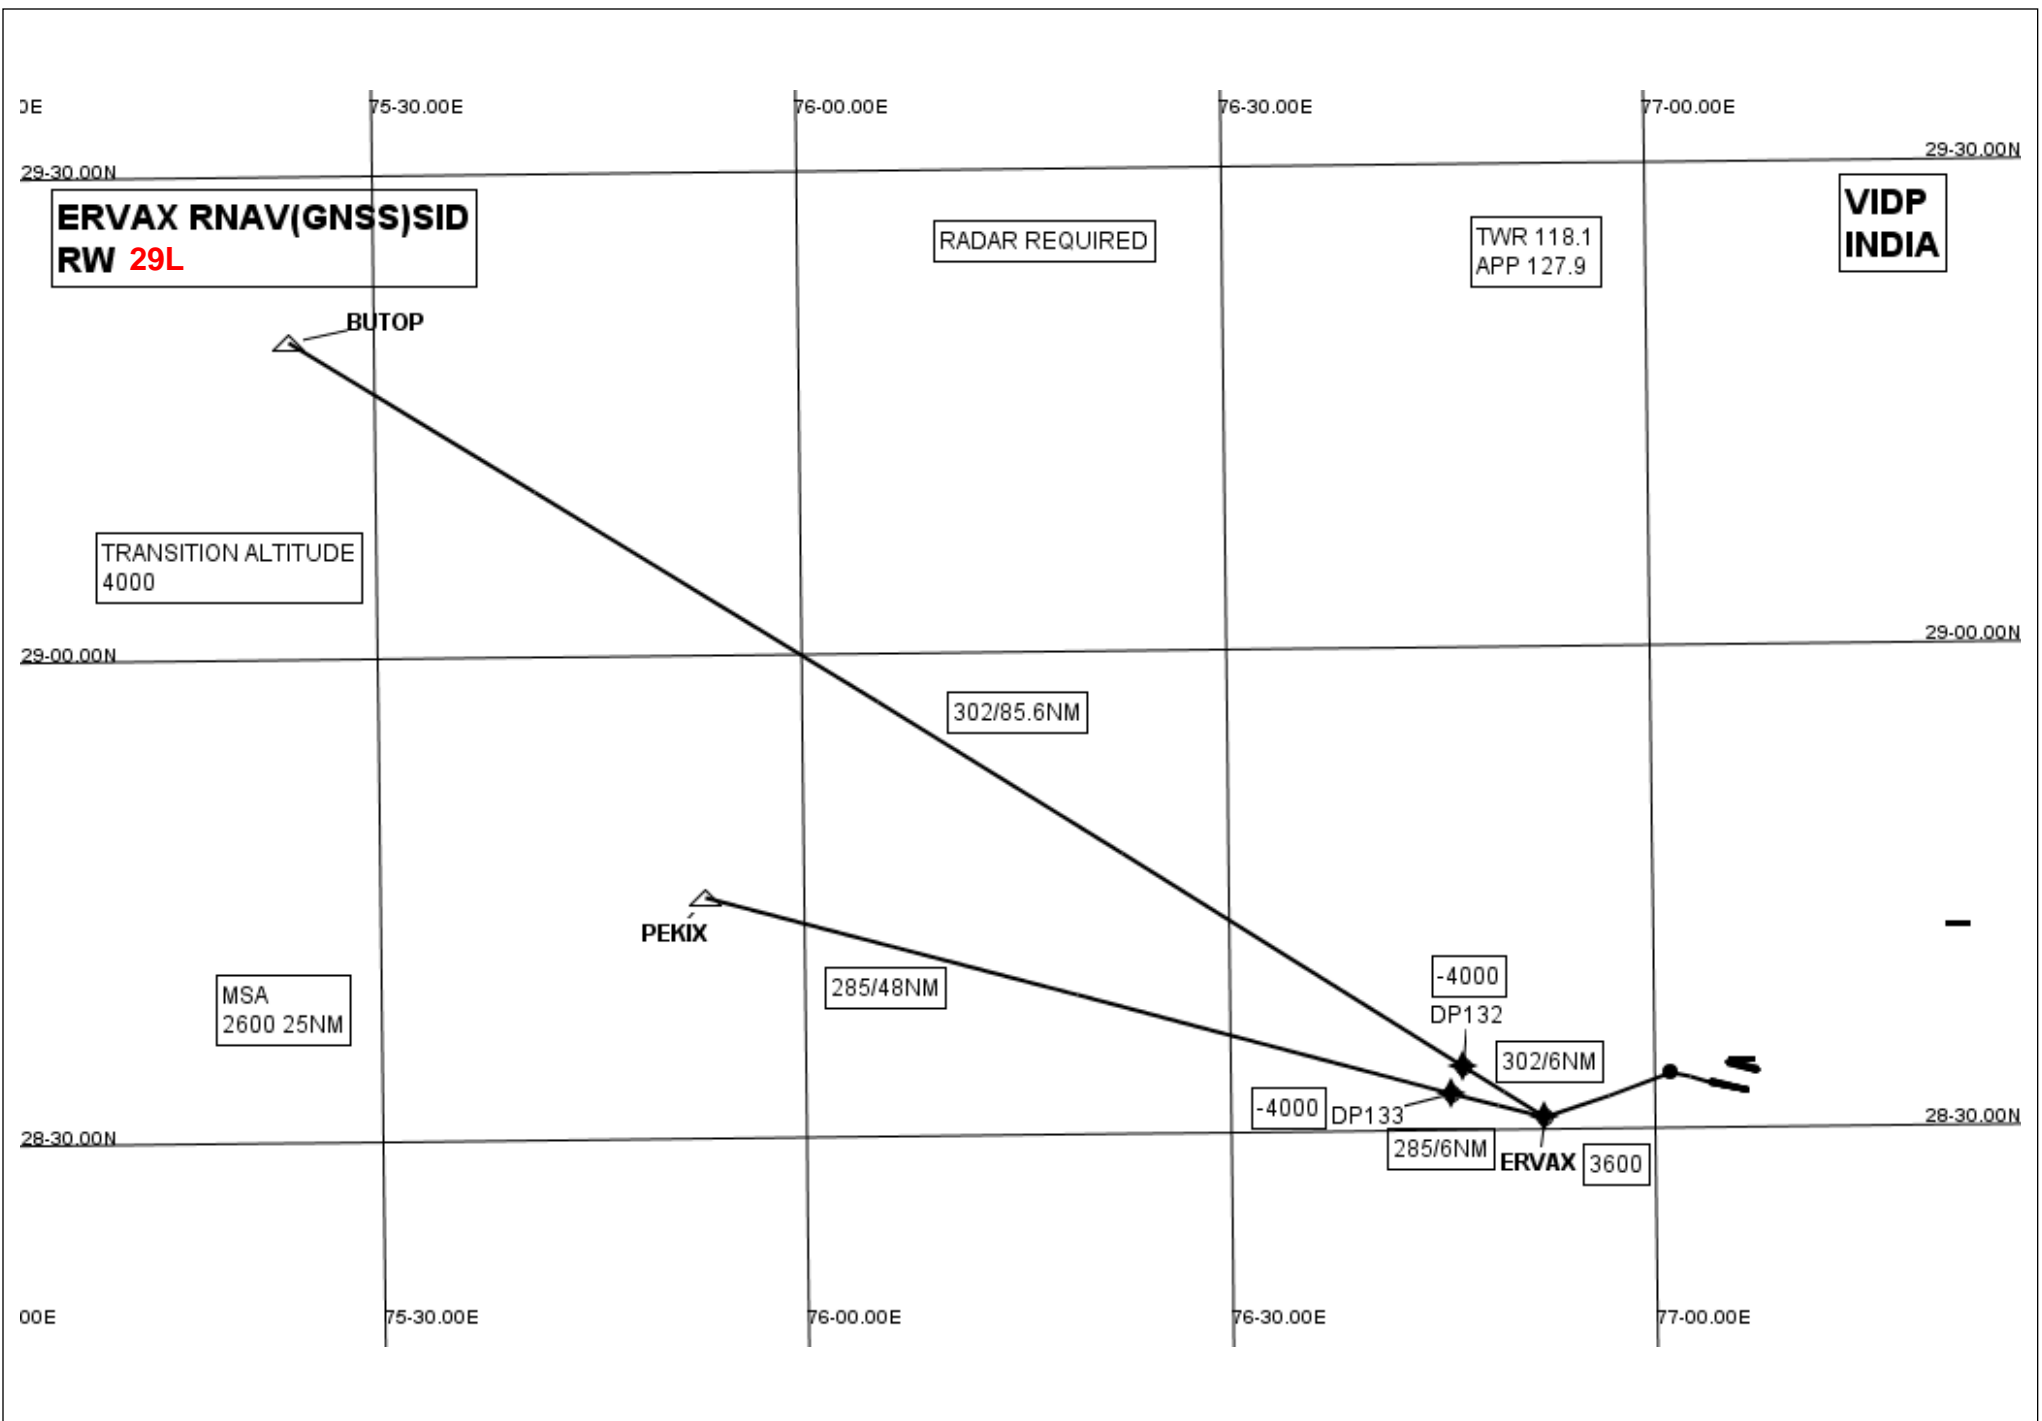 75-30.00E
76-00.00E
76-30.00E
77-00.00E
29-30.00N
29-30.00N
ERVAX RNAV(GNSS)SID
RW 29L
RADAR REQUIRED
TWR 118.1
APP 127.9
VIDP
INDIA
BUTOP
TRANSITION ALTITUDE
4000
29-00.00N
29-00.00N
302/85.6NM
PEKIX
285/48NM
MSA
2600 25NM
-4000
DP132
302/6NM
-4000
DP133
28-30.00N
28-30.00N
285/6NM
ERVAX
3600
00E
75-30.00E
76-00.00E
76-30.00E
77-00.00E